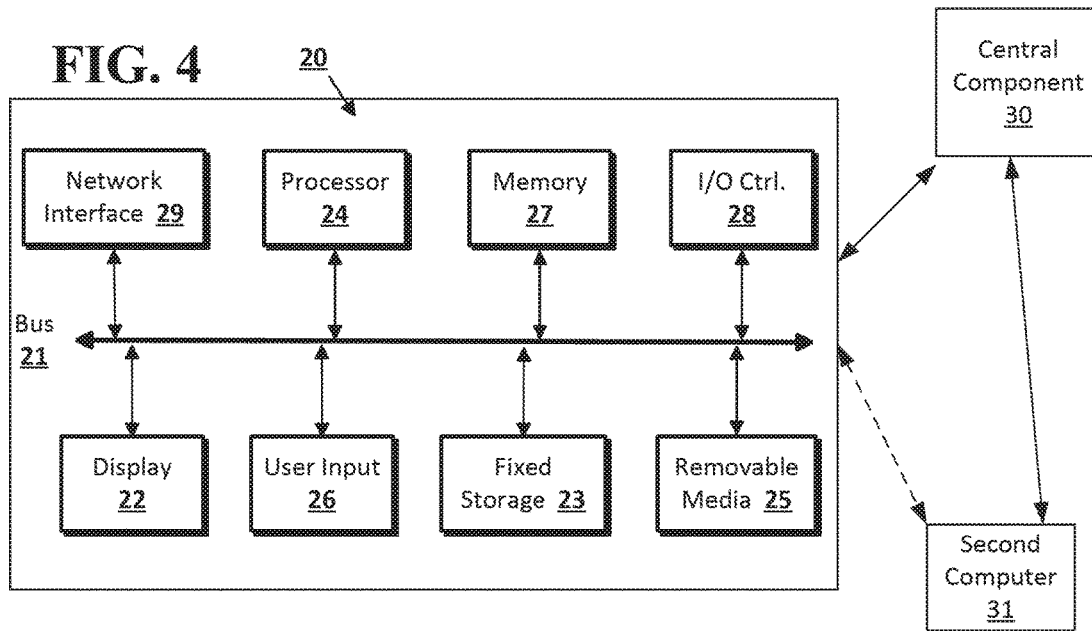 FIG. 4
20
Central
Component
30
Network
Interface 29
Processor
24
Memory
27
I/O Ctrl.
28
Bus
21
Display
22
User Input
26
Fixed
Storage 23
Removable
Media 25
Second
Computer
31